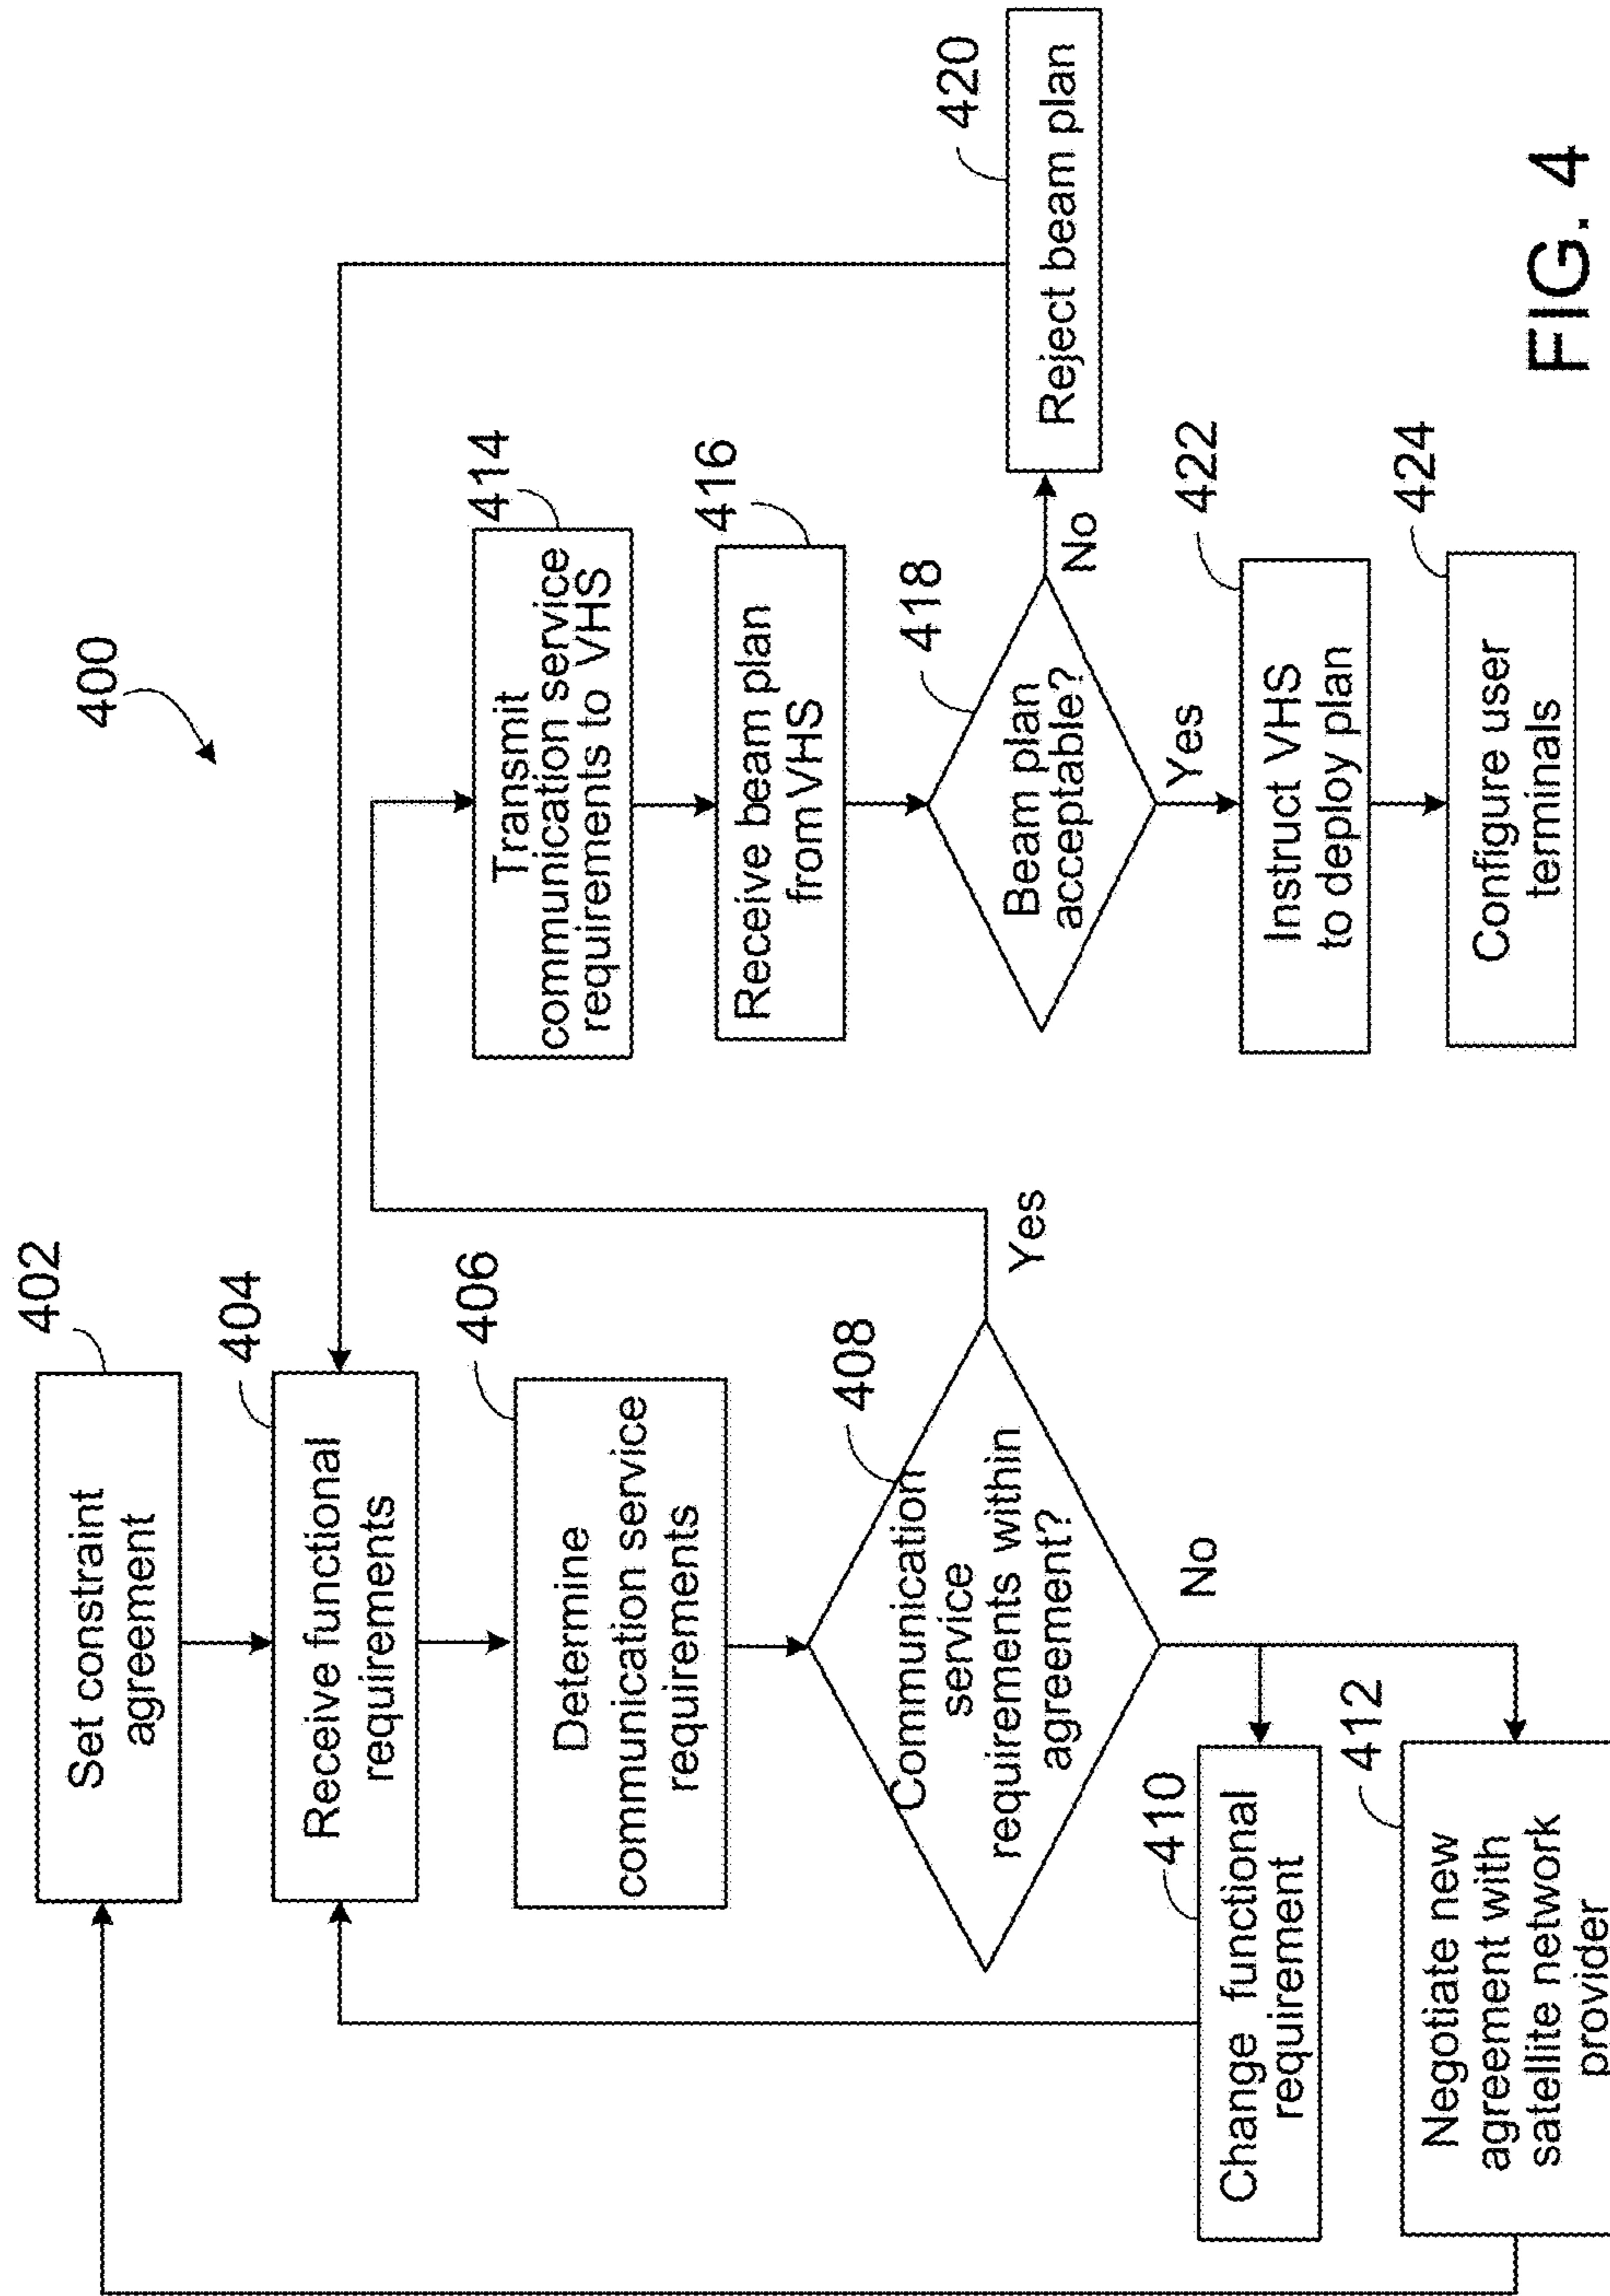 400
402
Set constraint
agreement
404
Receive functional
requirements
406
Determine
communication service
requirements
408
Communication
service
requirements within
agreement?
Yes
No
410
Change functional
requirement
412
Negotiate new
agreement with
satellite network
provider
414
Transmit
communication service
requirements to VHS
416
Receive beam plan
from VHS
418
Beam plan
acceptable?
No
Yes
420
Reject beam plan
422
Instruct VHS
to deploy plan
424
Configure user
terminals
FIG. 4